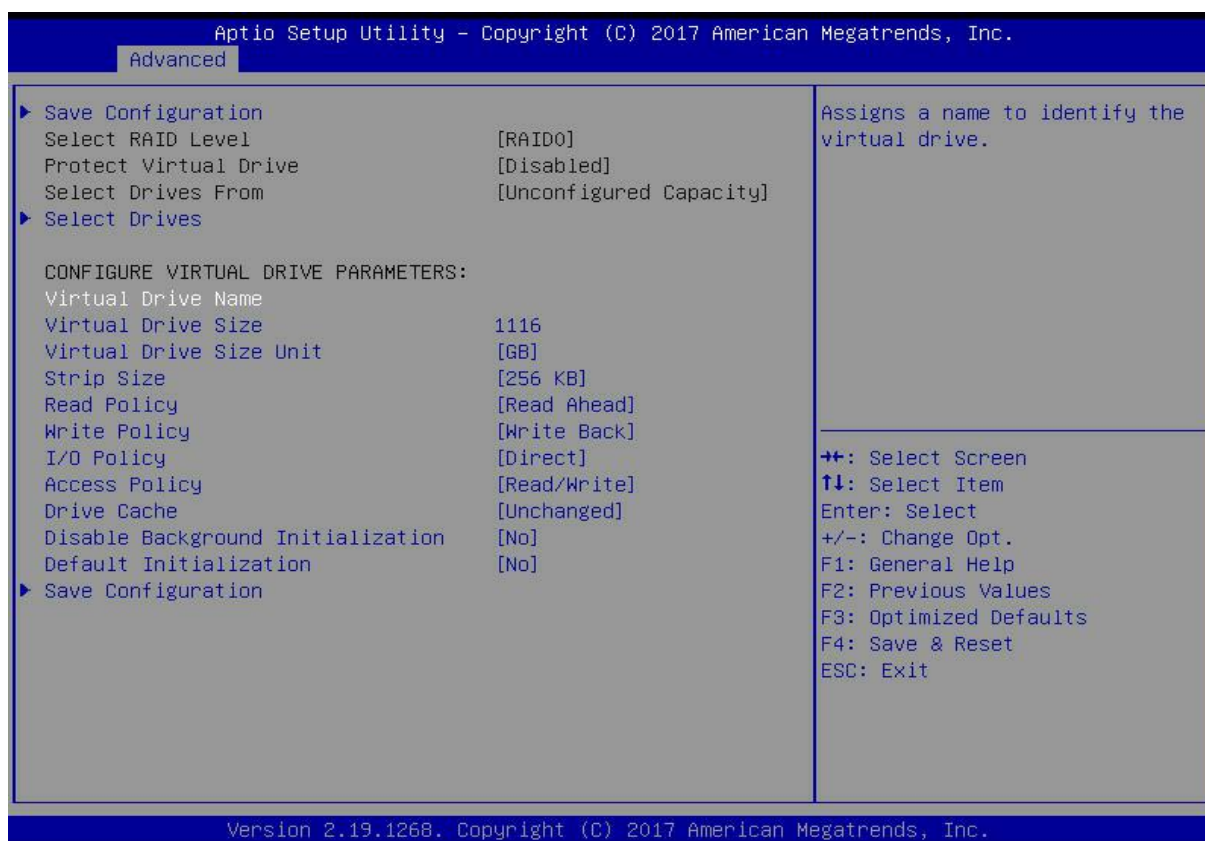 Aptio Setup Utility – Copyright (C) 2017 American Megatrends, Inc.
Advanced
Save Configuration
Select RAID Level [RAID0]
Protect Virtual Drive [Disabled]
Select Drives From [Unconfigured Capacity]
Select Drives
CONFIGURE VIRTUAL DRIVE PARAMETERS:
Virtual Drive Name
Virtual Drive Size 1116
Virtual Drive Size Unit [GB]
Strip Size [256 KB]
Read Policy [Read Ahead]
Write Policy [Write Back]
I/O Policy [Direct]
Access Policy [Read/Write]
Drive Cache [Unchanged]
Disable Background Initialization [No]
Default Initialization [No]
Save Configuration
Assigns a name to identify the
virtual drive.
→←: Select Screen
↑↓: Select Item
Enter: Select
+/-: Change Opt.
F1: General Help
F2: Previous Values
F3: Optimized Defaults
F4: Save & Reset
ESC: Exit
Version 2.19.1268. Copyright (C) 2017 American Megatrends, Inc.